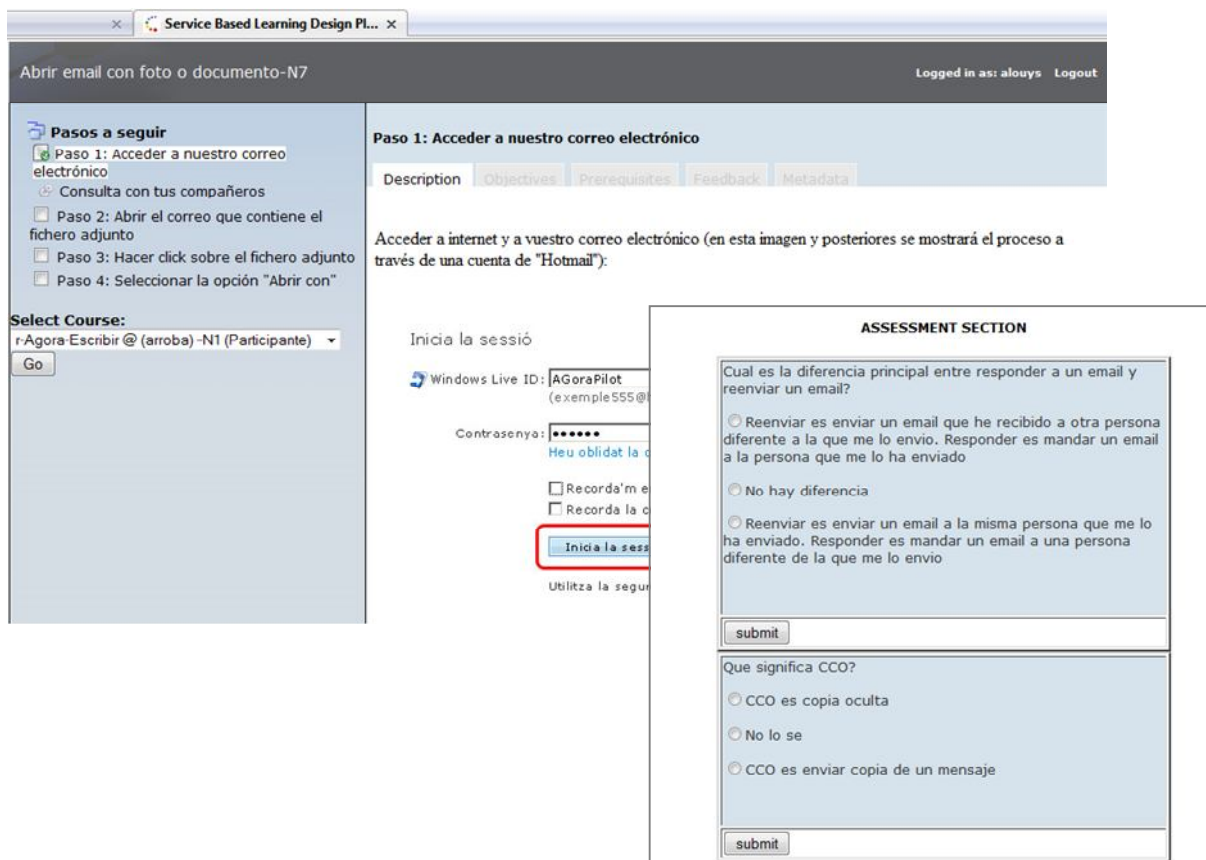 Service Based Learning Design Pl...
Abrir email con foto o documento-N7
Logged in as: alouys Logout
Pasos a seguir
Paso 1: Acceder a nuestro correo
electrónico
Consulta con tus compañeros
Paso 2: Abrir el correo que contiene el
fichero adjunto
Paso 3: Hacer click sobre el fichero adjunto
Paso 4: Seleccionar la opción "Abrir con"
Select Course:
r-Agora-Escribir @ (arroba) -N1 (Participante)
Go
Paso 1: Acceder a nuestro correo electrónico
Description Objectives Prerequisites Feedback Metadata
Acceder a internet y a vuestro correo electrónico (en esta imagen y posteriores se mostrará el proceso a
través de una cuenta de "Hotmail"):
Inicia la sessió
Windows Live ID: AGoraPilot
(exemple555@
Contrasenya:
Heu oblidat la
Recorda'm
Recorda la
Inicia la sess
Utilitza la segur
ASSESSMENT SECTION
Cual es la diferencia principal entre responder a un email y
reenviar un email?
Reenviar es enviar un email que he recibido a otra persona
diferente a la que me lo envio. Responder es mandar un email
a la persona que me lo ha enviado
No hay diferencia
Reenviar es enviar un email a la misma persona que me lo
ha enviado. Responder es mandar un email a una persona
diferente de la que me lo envio
submit
Que significa CCO?
CCO es copia oculta
No lo se
CCO es enviar copia de un mensaje
submit